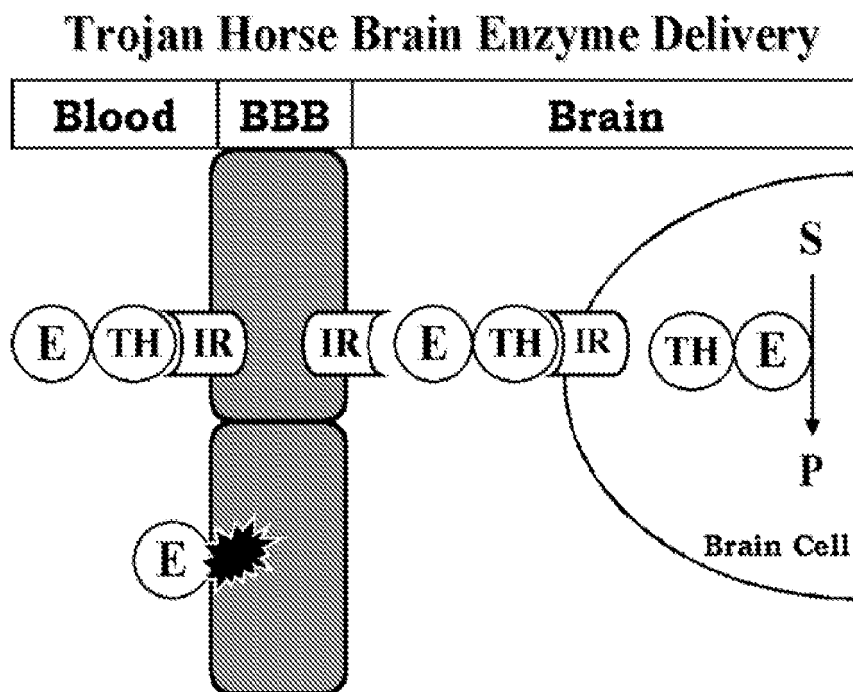 Trojan Horse Brain Enzyme Delivery
Blood BBB Brain
S
E TH IR IR E TH IR TH E
P
E
Brain Cell